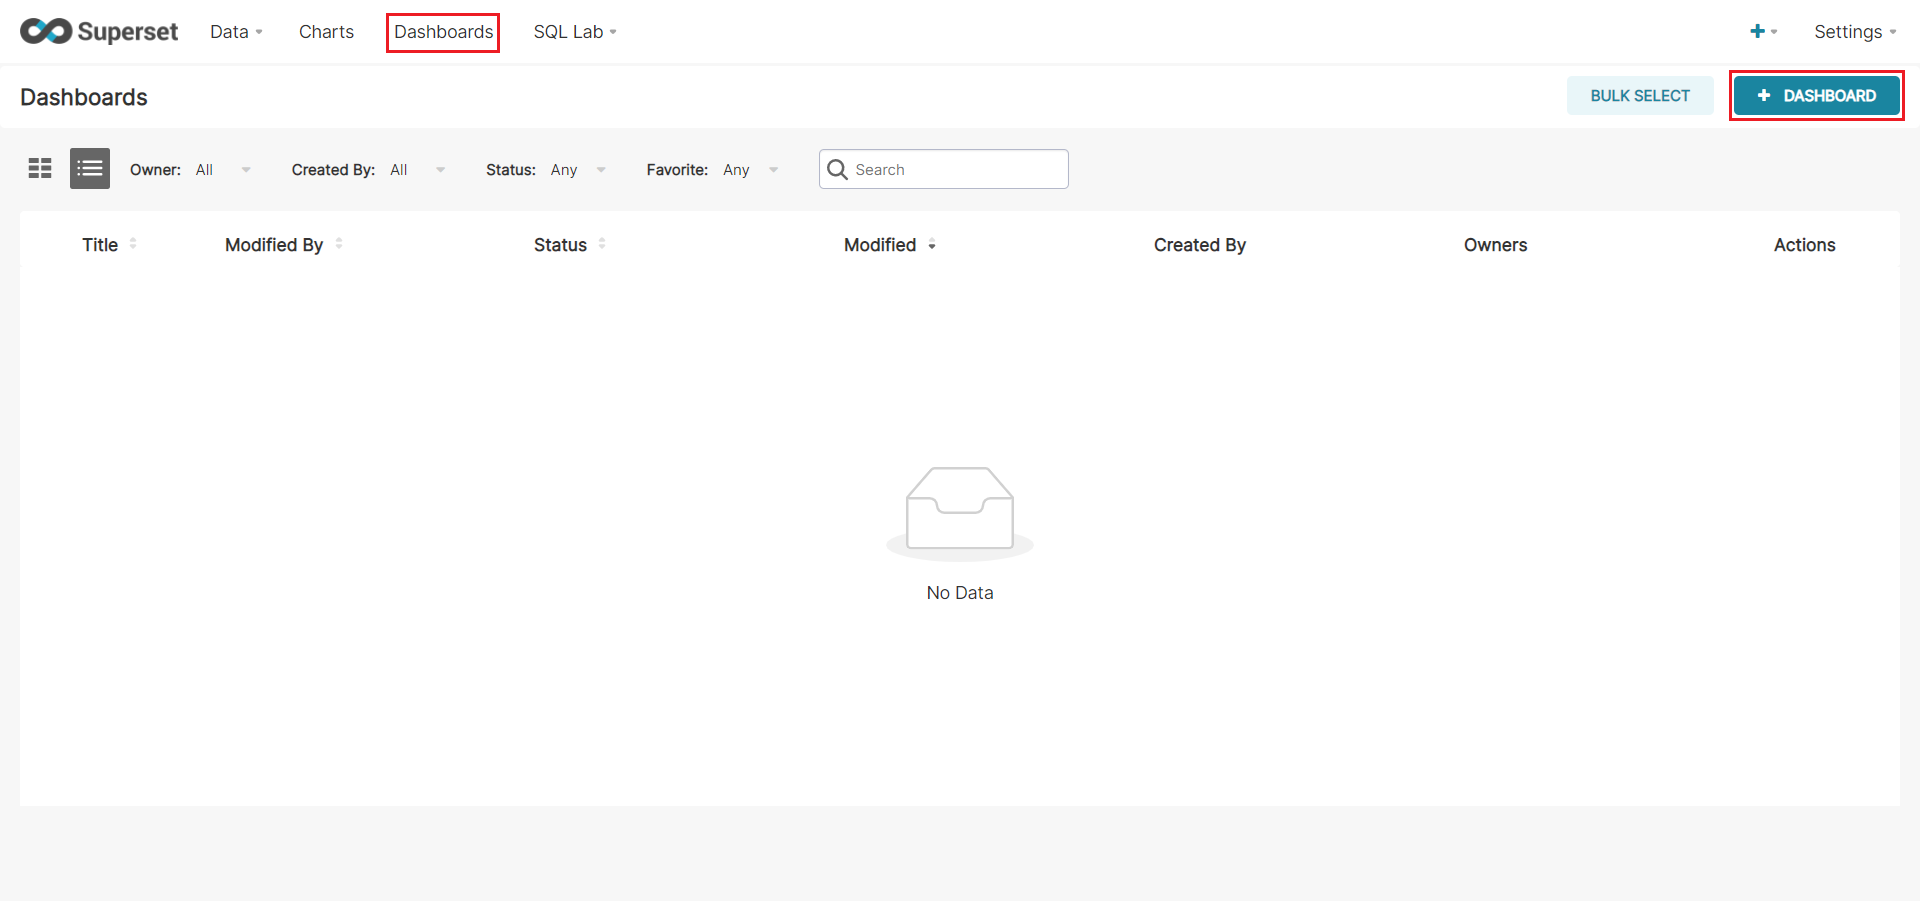 Superset Data Charts Dashboards SQL Lab + Settings
Dashboards BULK SELECT + DASHBOARD
Owner: All Created By: All Status: Any Favorite: Any Search
Title Modified By Status Modified Created By Owners Actions
No Data